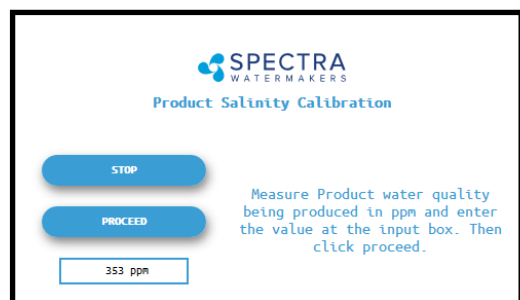 SPECTRA
WATERMAKERS
Product Salinity Calibration
STOP
PROCEED
353 ppm
Measure Product water quality
being produced in ppm and enter
the value at the input box. Then
click proceed.